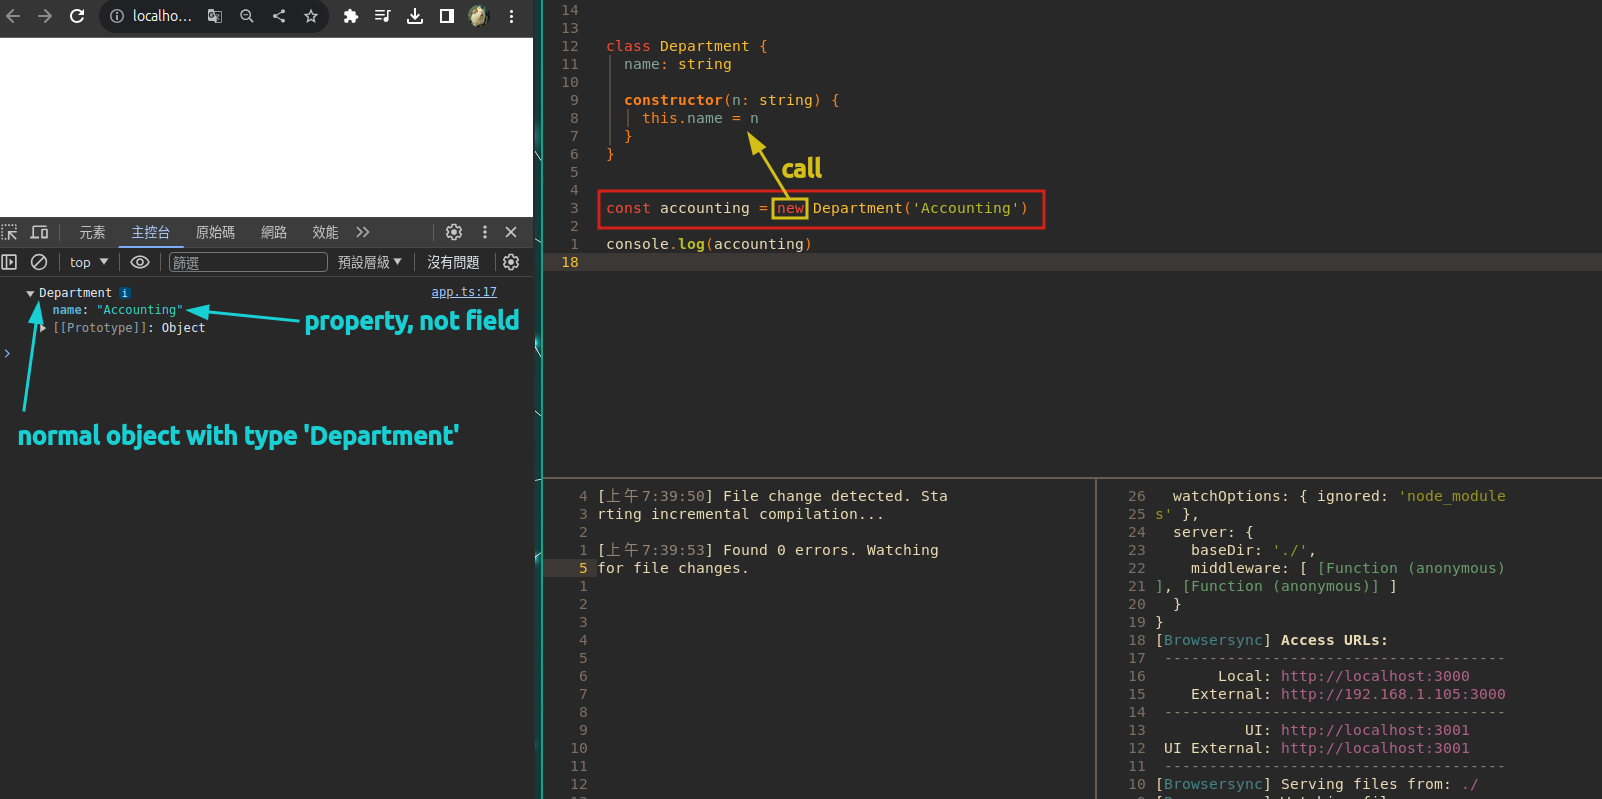 localho...
元素 主控台 原始碼 網路 效能
top 篩選 預設層級 沒有問題
Department i app.ts:17
name: "Accounting"
[[Prototype]]: Object
property, not field
normal object with type 'Department'
14
13
12 class Department {
11 name: string
10
9 constructor(n: string) {
8 this.name = n
7 }
6 }
5
call
4
3 const accounting = new Department('Accounting')
2
1 console.log(accounting)
18
4 [上午7:39:50] File change detected. Sta
3 rting incremental compilation...
2
1 [上午7:39:53] Found 0 errors. Watching
5 for file changes.
1
2
3
4
5
6
7
8
9
10
11
12
26 watchOptions: { ignored: 'node_module
25 s' },
24 server: {
23 baseDir: './',
22 middleware: [ [Function (anonymous)
21 ], [Function (anonymous)] ]
20 }
19 }
18 [Browsersync] Access URLs:
17 --------------------------------------
16 Local: http://localhost:3000
15 External: http://192.168.1.105:3000
14 --------------------------------------
13 UI: http://localhost:3001
12 UI External: http://localhost:3001
11 --------------------------------------
10 [Browsersync] Serving files from: ./